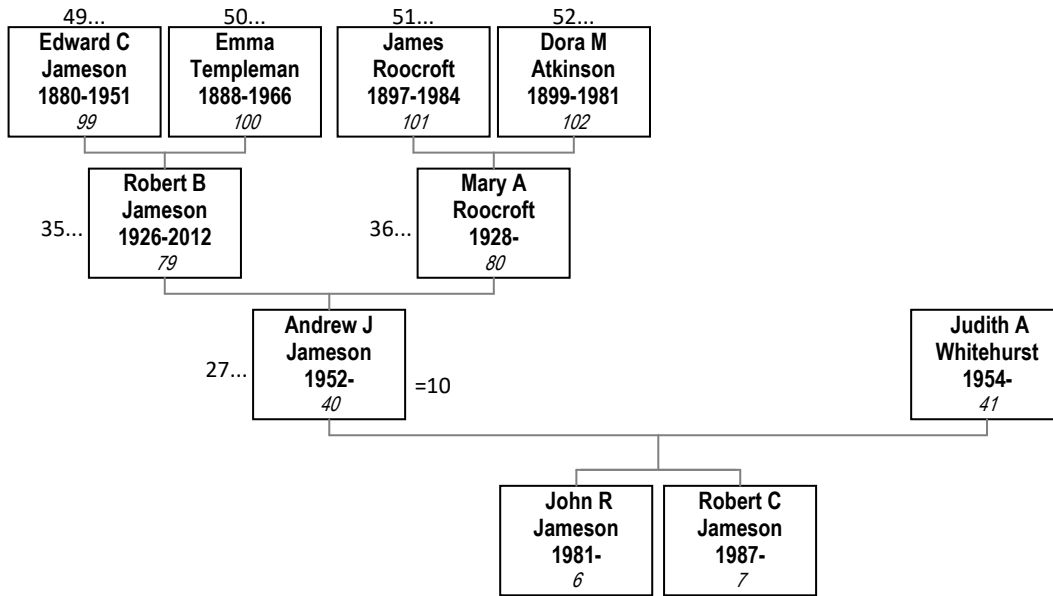 49...
50...
51...
52...
Edward C
Jameson
1880-1951
99
Emma
Templeman
1888-1966
100
James
Roocroft
1897-1984
101
Dora M
Atkinson
1899-1981
102
35...
Robert B
Jameson
1926-2012
79
36...
Mary A
Roocroft
1928-
80
27...
Andrew J
Jameson
1952-
40
=10
Judith A
Whitehurst
1954-
41
John R
Jameson
1981-
6
Robert C
Jameson
1987-
7